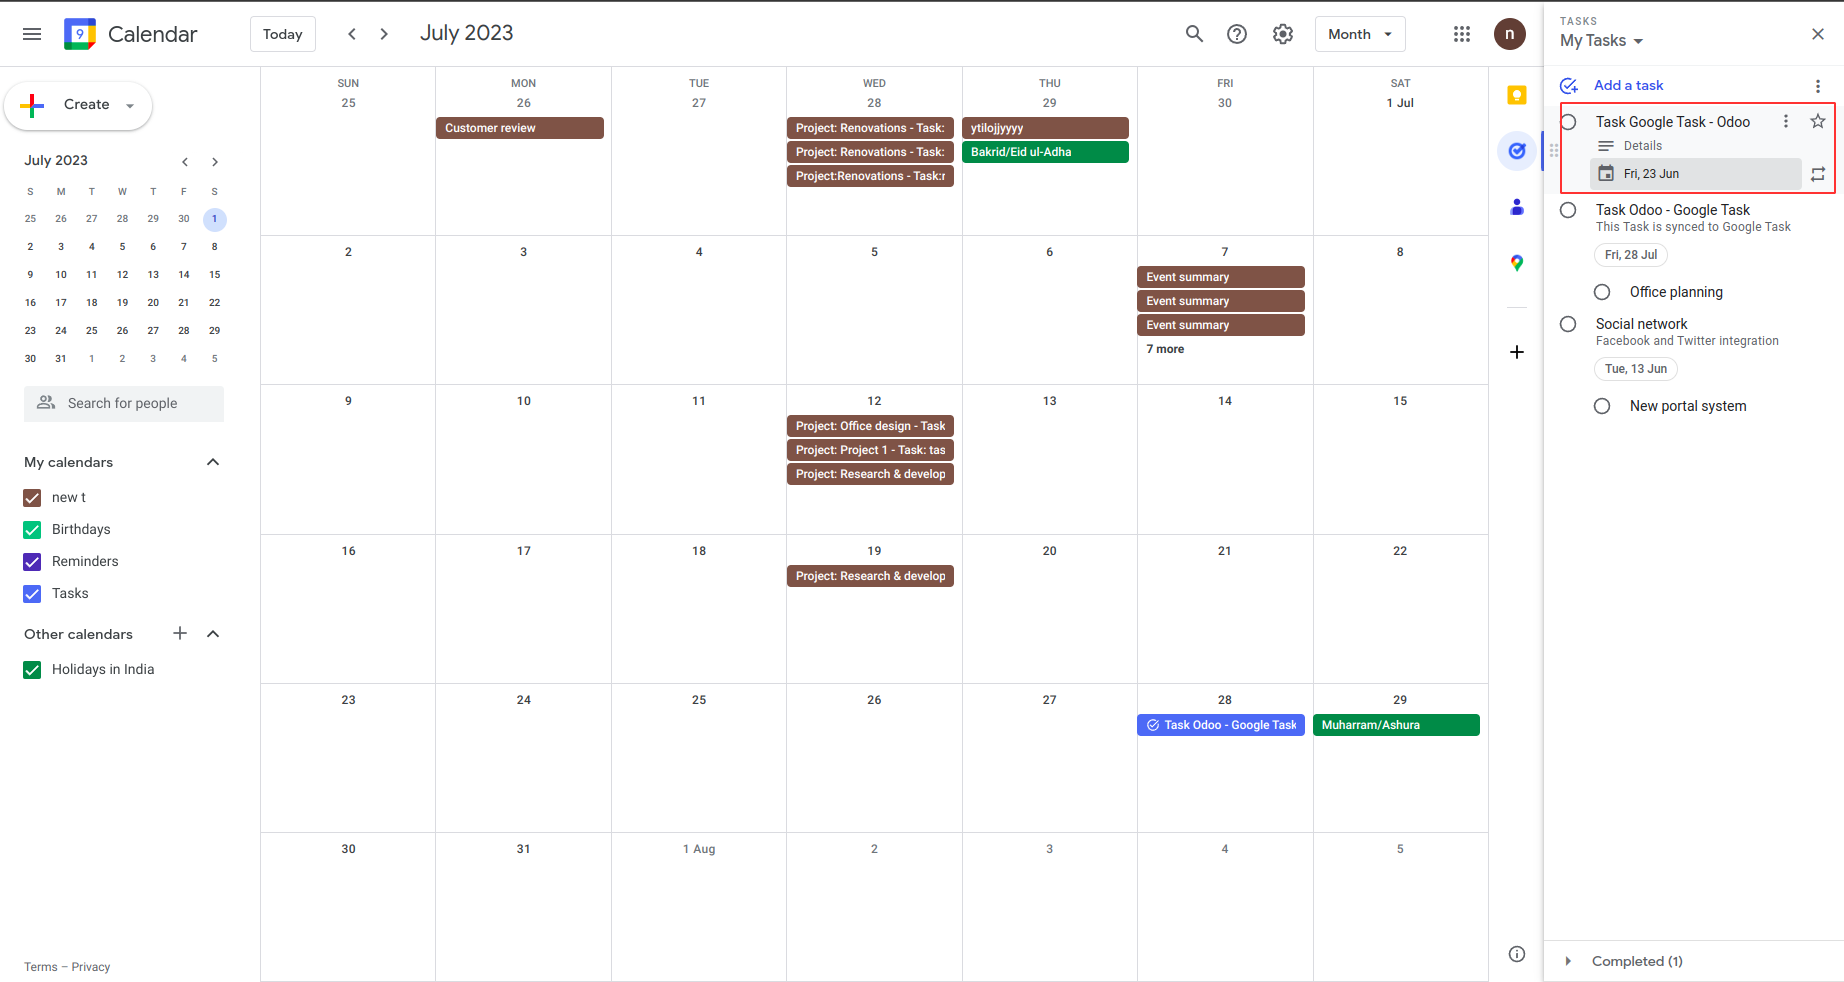 9 Calendar
Today
July 2023
Month
n
Create
July 2023
S M T W T F S
25 26 27 28 29 30 1
2 3 4 5 6 7 8
9 10 11 12 13 14 15
16 17 18 19 20 21 22
23 24 25 26 27 28 29
30 31 1 2 3 4 5
Search for people
My calendars
new t
Birthdays
Reminders
Tasks
Other calendars
Holidays in India
Terms – Privacy
SUN MON TUE WED THU FRI SAT
25 26 27 28 29 30 1 Jul
Customer review
Project: Renovations - Task:
Project: Renovations - Task:
Project:Renovations - Task:r
ytilojjyyyy
Bakrid/Eid ul-Adha
2 3 4 5 6 7 8
Event summary
Event summary
Event summary
7 more
9 10 11 12 13 14 15
Project: Office design - Task
Project: Project 1 - Task: tas
Project: Research & develop
16 17 18 19 20 21 22
Project: Research & develop
23 24 25 26 27 28 29
Task Odoo - Google Task
Muharram/Ashura
30 31 1 Aug 2 3 4 5
TASKS
My Tasks
Add a task
Task Google Task - Odoo
Details
Fri, 23 Jun
Task Odoo - Google Task
This Task is synced to Google Task
Fri, 28 Jul
Office planning
Social network
Facebook and Twitter integration
Tue, 13 Jun
New portal system
Completed (1)